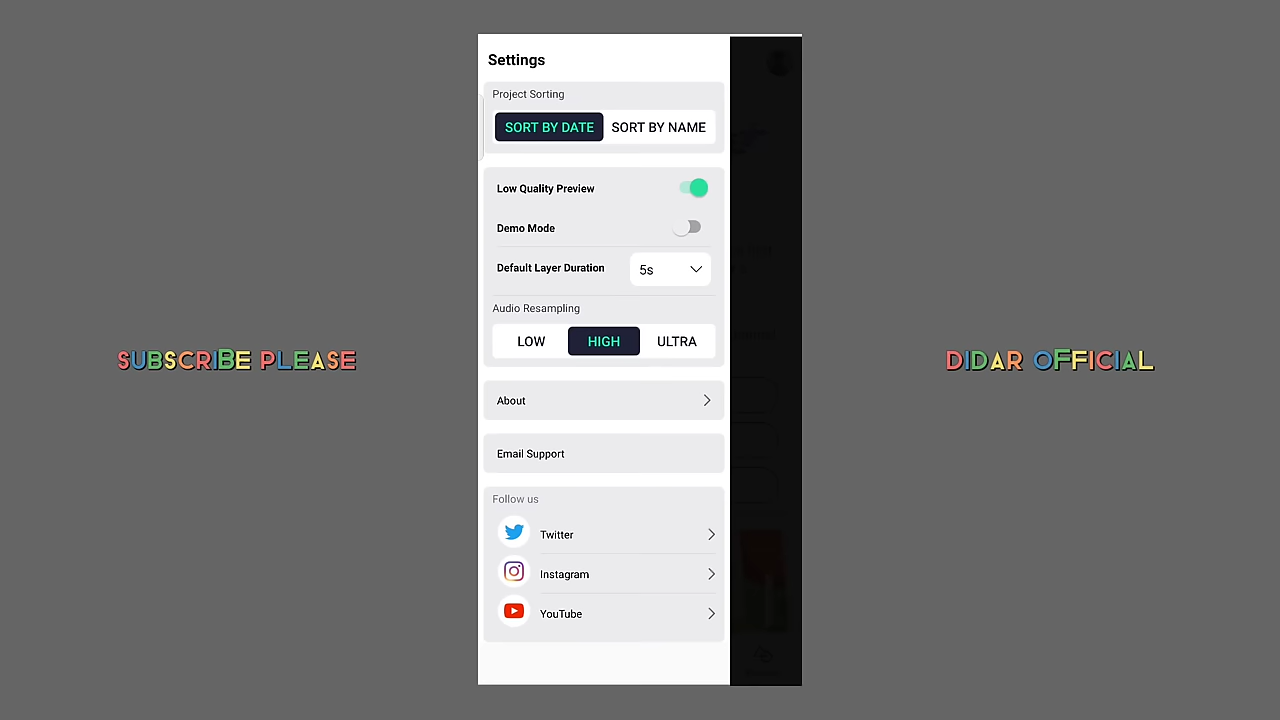 Settings
Project Sorting
SORT BY DATE SORT BY NAME
Low Quality Preview
Demo Mode
Default Layer Duration 5s
Audio Resampling
LOW HIGH ULTRA
SUBSCRIBE PLEASE
DIDAR OFFICIAL
About
Email Support
Follow us
Twitter
Instagram
YouTube